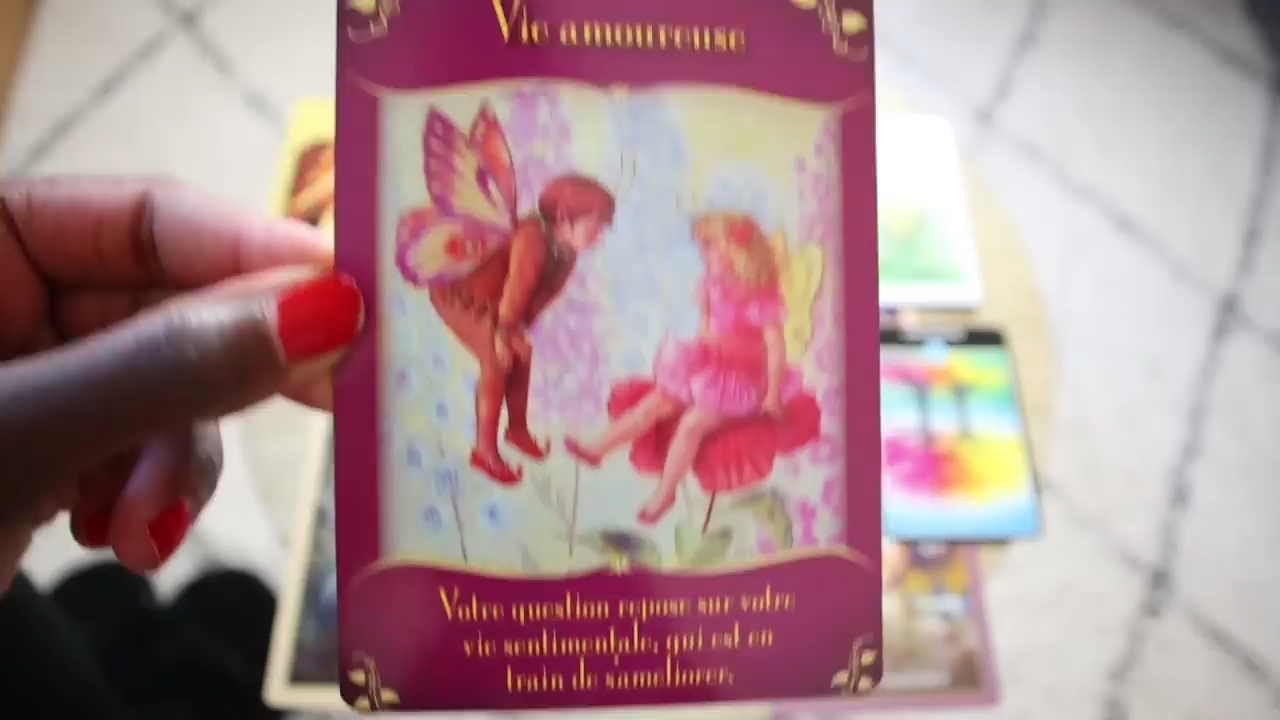 Vie amoureuse
Votre question repose sur votre
vie sentimentale, qui est en
train de s'améliorer.